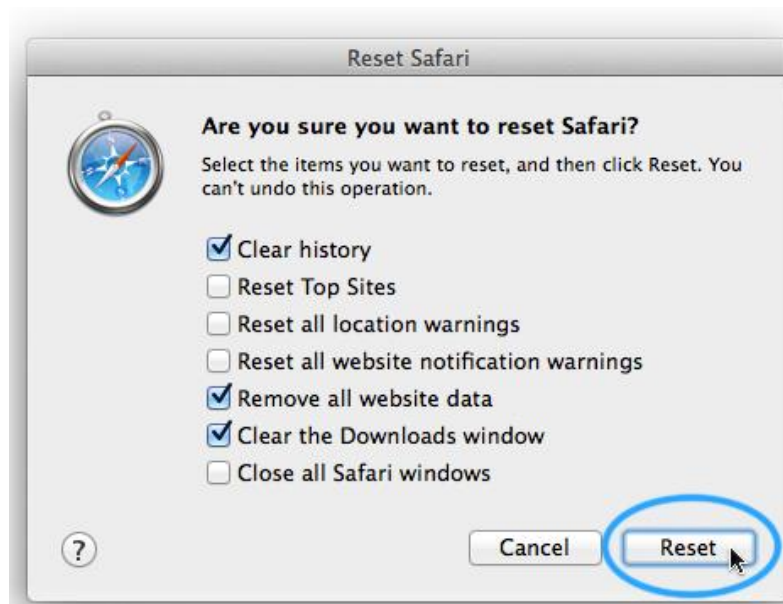 Reset Safari
Are you sure you want to reset Safari?
Select the items you want to reset, and then click Reset. You
can't undo this operation.
Clear history
Reset Top Sites
Reset all location warnings
Reset all website notification warnings
Remove all website data
Clear the Downloads window
Close all Safari windows
? Cancel Reset